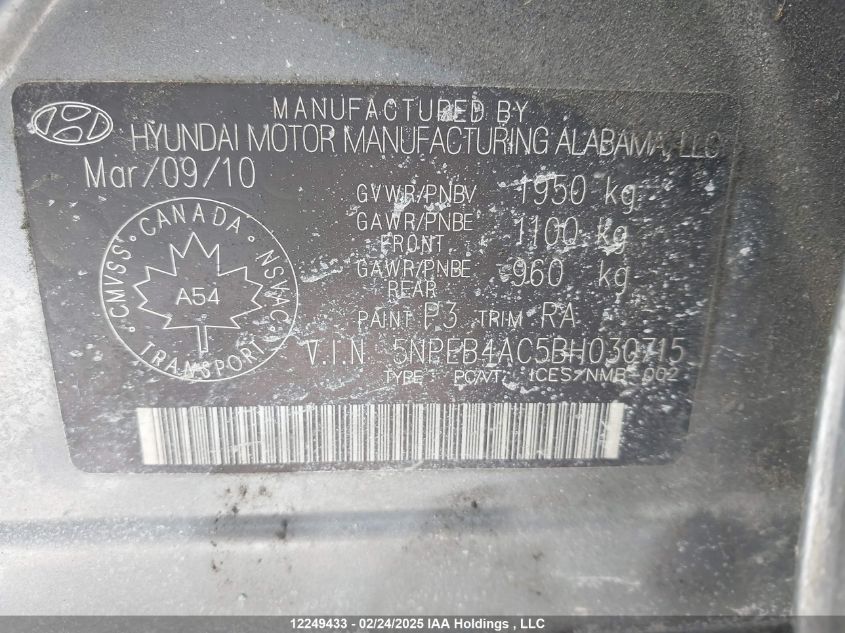 MANUFACTURED BY
HYUNDAI MOTOR MANUFACTURING ALABAMA, LLC
Mar/09/10
GVWR/PNBV 1950 kg
GAWR/PNBE FRONT 1100 kg
GAWR/PNBE REAR 960 kg
PAINT P3 TRIM RA
V.I.N 5NPEB4AC5BH030715
TYPE PC/VT 1CES/NMBE 002
CANADA · NSVAC · TRANSPORT · CMVSS ·
A54
12249433 - 02/24/2025 IAA Holdings , LLC